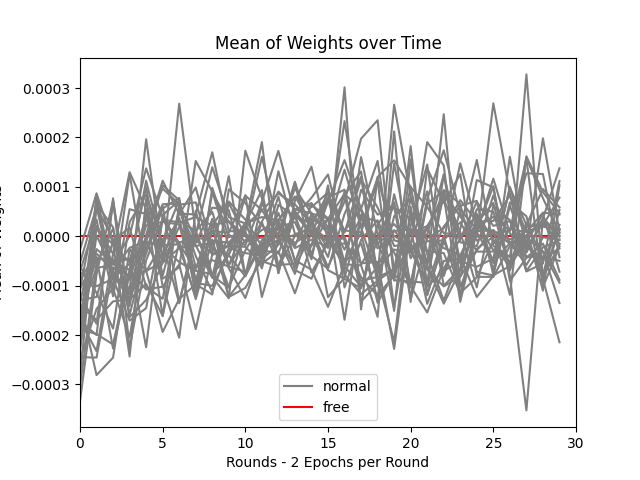 Mean of Weights over Time
0.0003
0.0002
0.0001
0.0000
−0.0001
−0.0002
−0.0003
0 5 10 15 20 25 30
normal
free
Rounds - 2 Epochs per Round